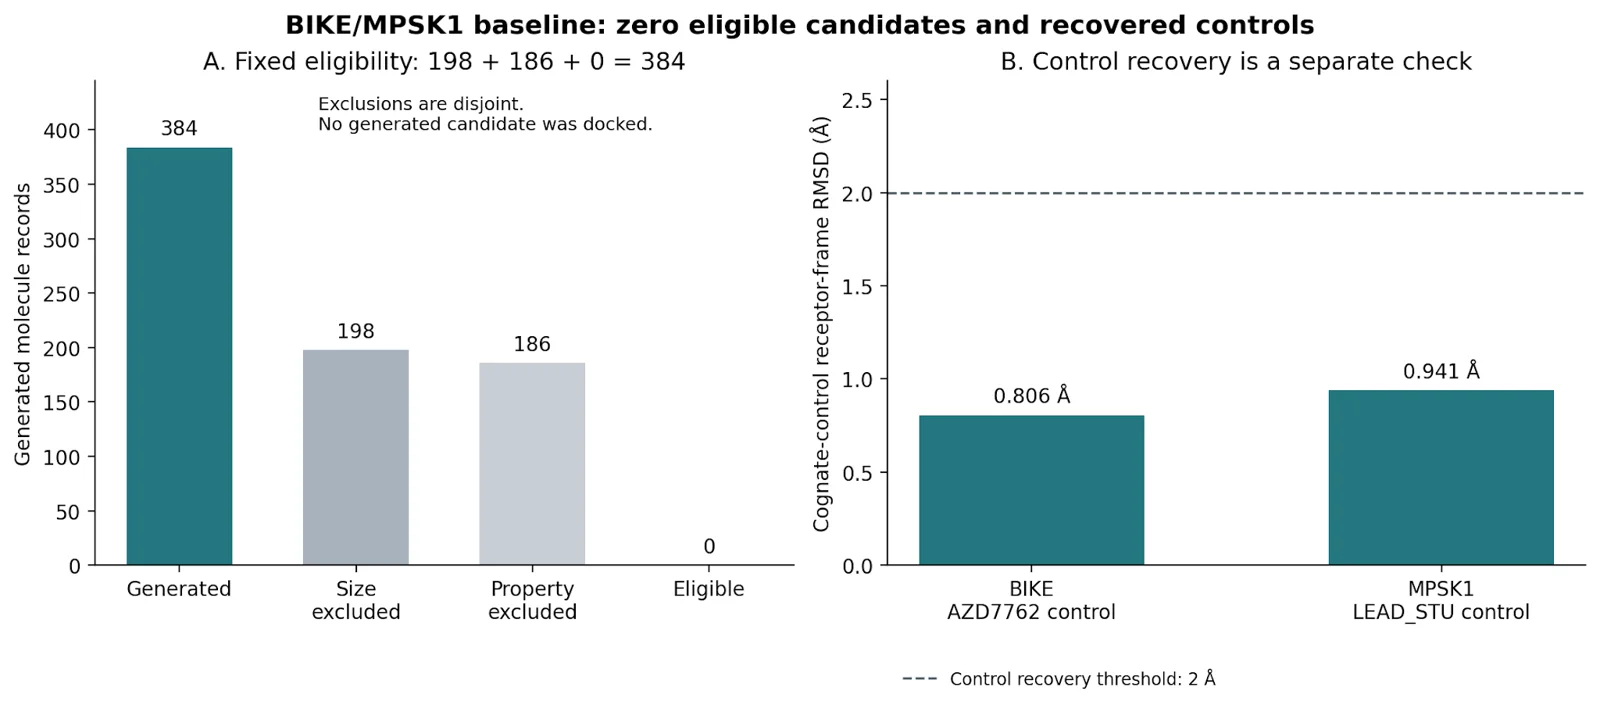 BIKE/MPSK1 baseline: zero eligible candidates and recovered controls
A. Fixed eligibility: 198 + 186 + 0 = 384
Exclusions are disjoint.
No generated candidate was docked.
Generated molecule records
400
350
300
250
200
150
100
50
0
384
198
186
0
Generated
Size
excluded
Property
excluded
Eligible
B. Control recovery is a separate check
Cognate-control receptor-frame RMSD (Å)
2.5
2.0
1.5
1.0
0.5
0.0
0.806 Å
0.941 Å
BIKE
AZD7762 control
MPSK1
LEAD_STU control
Control recovery threshold: 2 Å